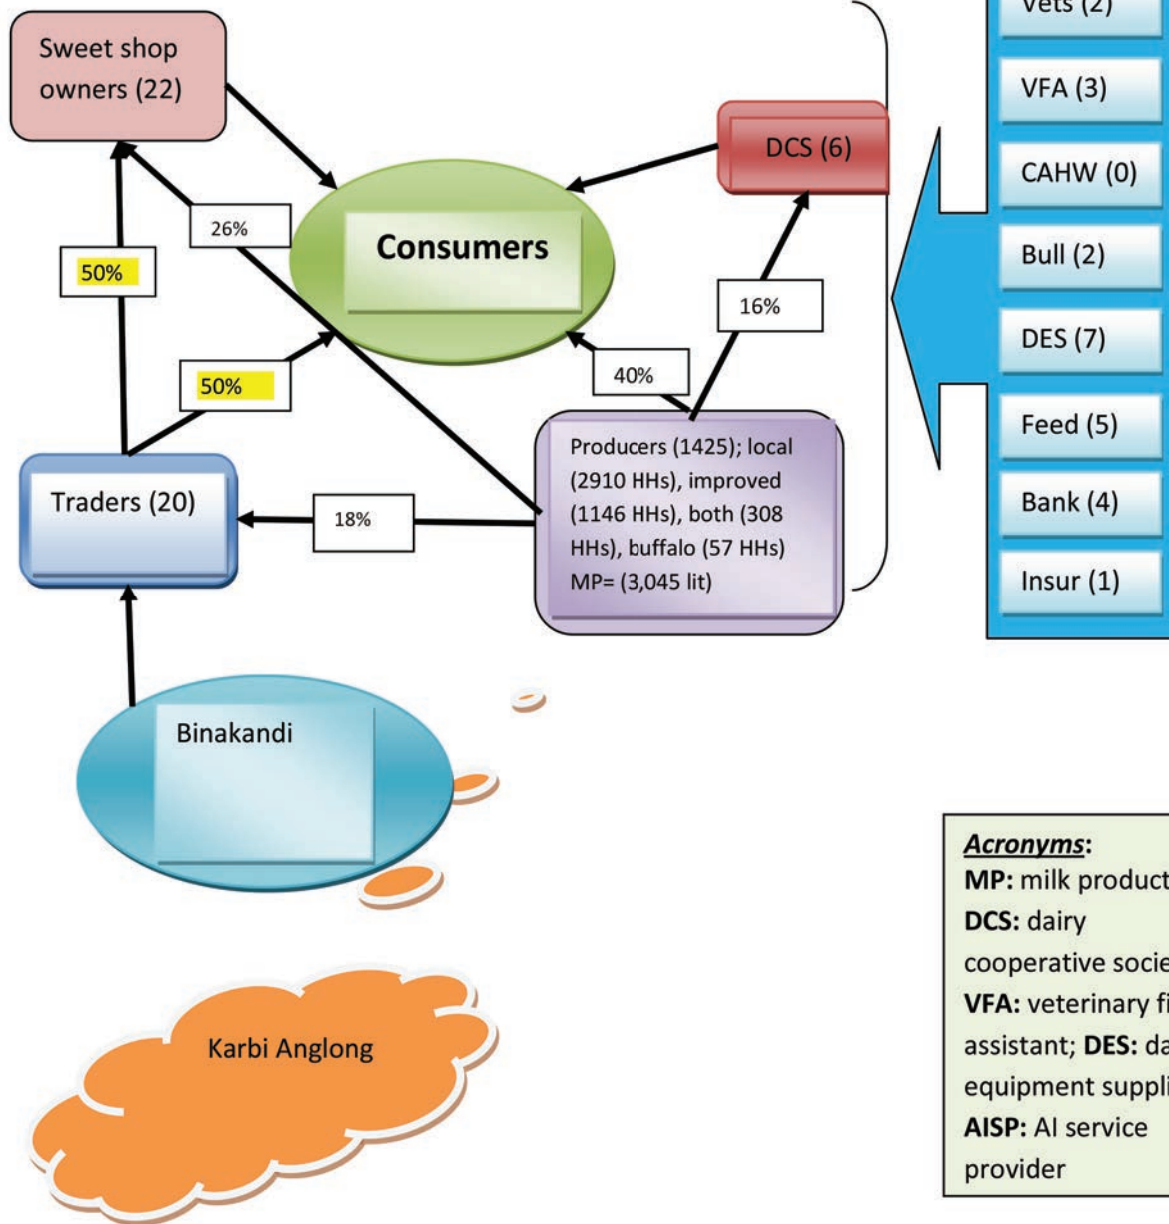 Vets (2)
Sweet shop
owners (22)
VFA (3)
DCS (6)
CAHW (0)
26%
Consumers
Bull (2)
50%
16%
DES (7)
40%
50%
Feed (5)
Producers (1425); local
(2910 HHs), improved
(1146 HHs), both (308
HHs), buffalo (57 HHs)
MP= (3,045 lit)
Traders (20)
18%
Bank (4)
Insur (1)
Binakandi
Karbi Anglong
Acronyms:
MP: milk product
DCS: dairy
cooperative socie
VFA: veterinary fi
assistant; DES: da
equipment suppli
AISP: AI service
provider